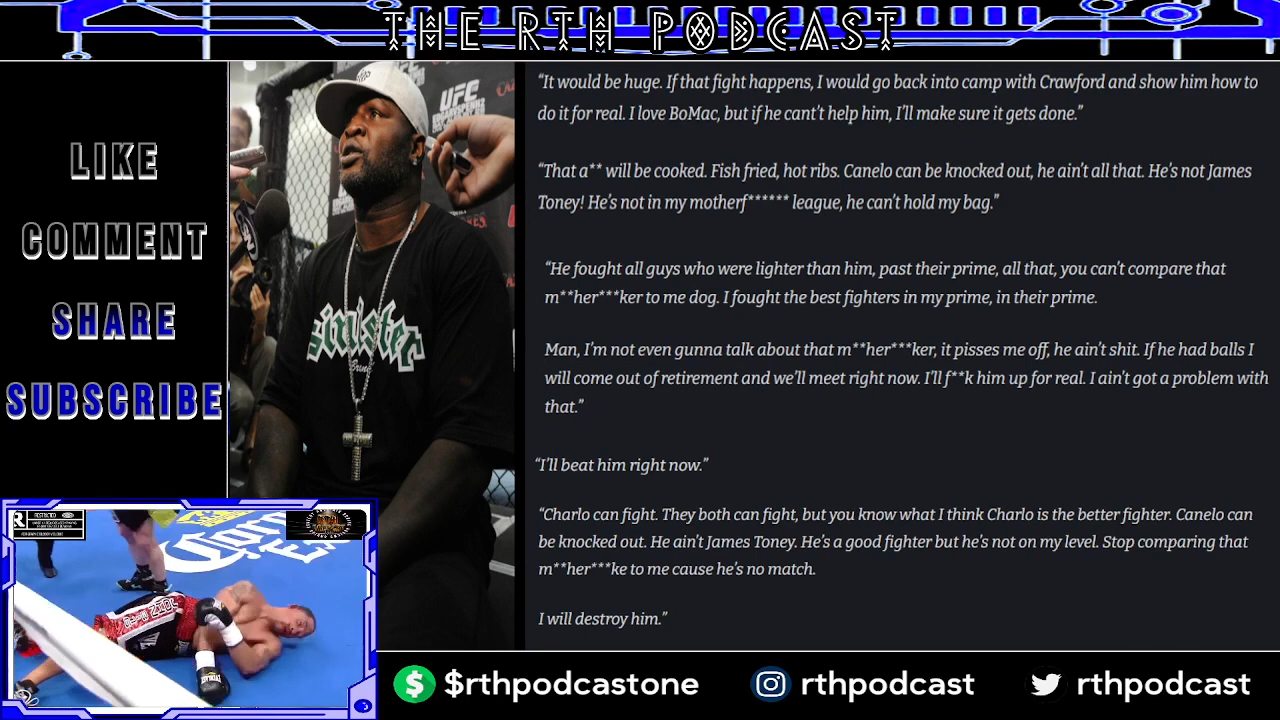 THE RTH PODCAST
LIKE
COMMENT
SHARE
SUBSCRIBE
UFC
sinister
“It would be huge. If that fight happens, I would go back into camp with Crawford and show him how to
do it for real. I love BoMac, but if he cant't help him, I'll make sure it gets done.”
“That a** will be cooked. Fish fried, hot ribs. Canelo can be knocked out, he ain't all that. He's not James
Toney! He's not in my motherf****** league, he can't hold my bag.”
“He fought all guys who were lighter than him, past their prime, all that, you can't compare that
m**her***ker to me dog. I fought the best fighters in my prime, in their prime.
Man, I'm not even gunna talk about that m**her***ker, it pisses me off, he ain't shit. If he had balls I
will come out of retirement and we'll meet right now. I'll f**k him up for real. I ain't got a problem with
that.”
“I'll beat him right now.”
“Charlo can fight. They both can fight, but you know what I think Charlo is the better fighter. Canelo can
be knocked out. He ain't James Toney. He's a good fighter but he's not on my level. Stop comparing that
m**her***ke to me cause he's no match.
I will destroy him.”
R
RESTRICTED
Corona
$rthpodcastone
rthpodcast
rthpodcast